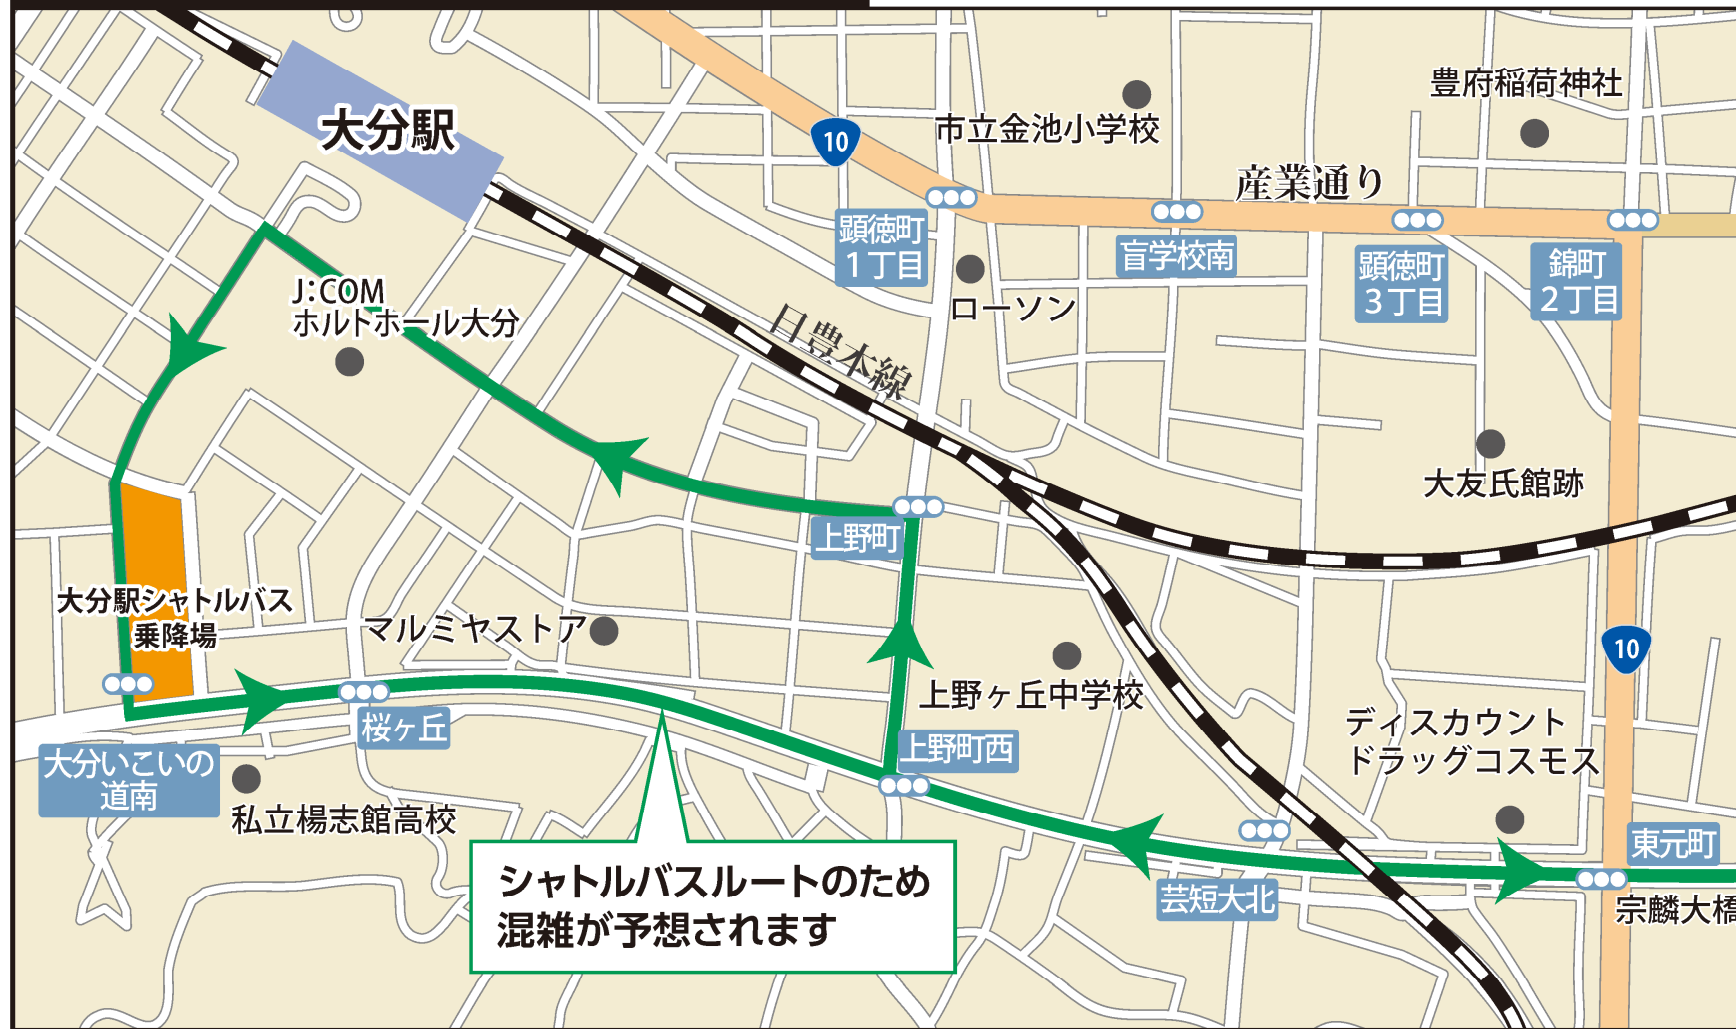 大分駅
10
市立金池小学校
豊府稲荷神社
産業通り
顕徳町
1丁目
盲学校南
顕徳町
3丁目
錦町
2丁目
ローソン
J:COM
ホルトホール大分
日豊本線
大友氏館跡
上野町
大分駅シャトルバス
乗降場
マルミヤストア
上野ヶ丘中学校
10
ディスカウント
ドラッグコスモス
桜ヶ丘
上野町西
大分いこいの
道南
私立楊志館高校
シャトルバスルートのため
混雑が予想されます
芸短大北
東元町
宗麟大橋